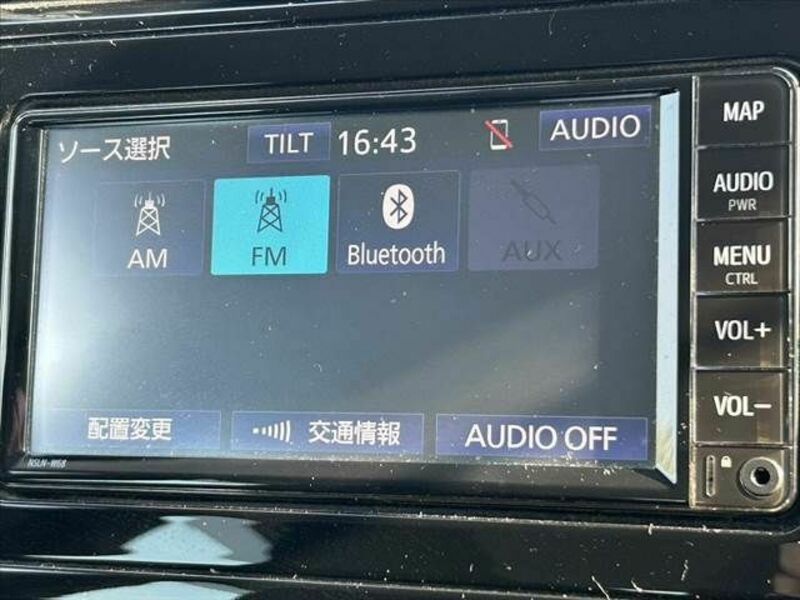 ソース選択 TILT 16:43 AUDIO
AM FM Bluetooth AUX
配置変更 交通情報 AUDIO OFF
NSLN-W68
MAP
AUDIO
PWR
MENU
CTRL
VOL+
VOL-